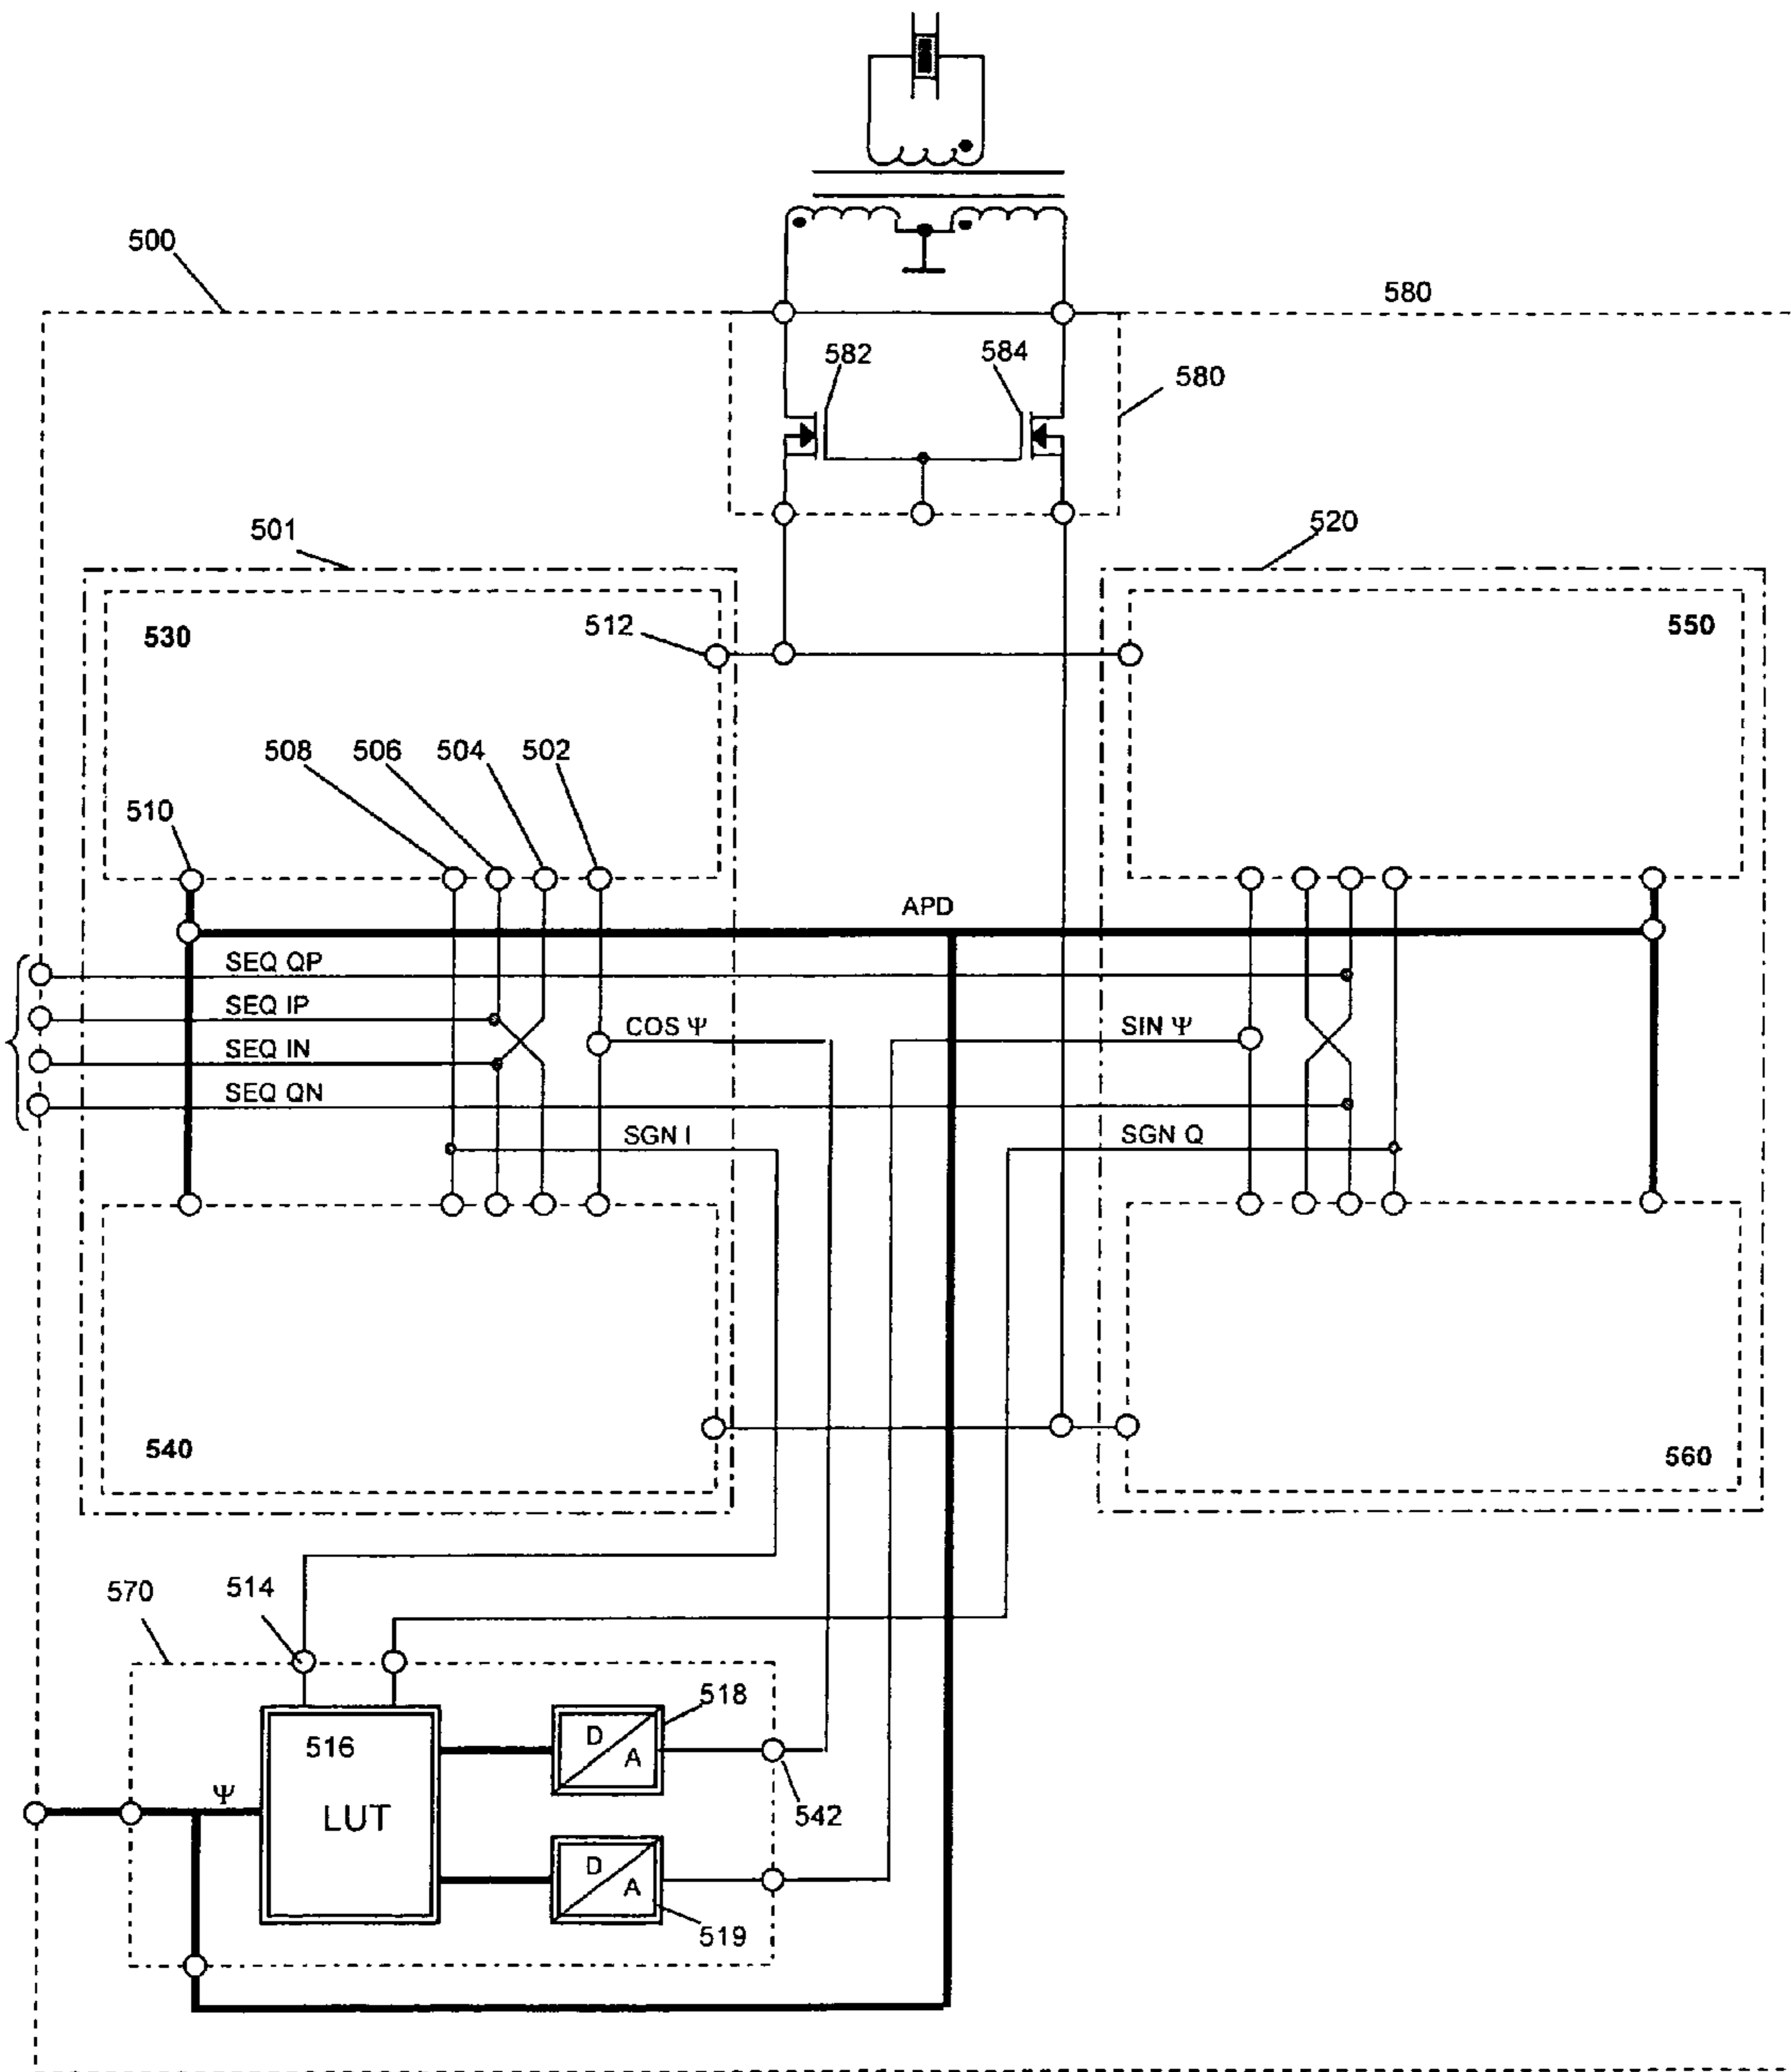 500
580
582
584
580
501
520
530
512
550
508
506
504
502
510
APD
SEQ QP
SEQ IP
COS Ψ
SIN Ψ
SEQ IN
SEQ QN
SGN I
SGN Q
540
560
570
514
518
D
A
516
Ψ
LUT
542
D
A
519